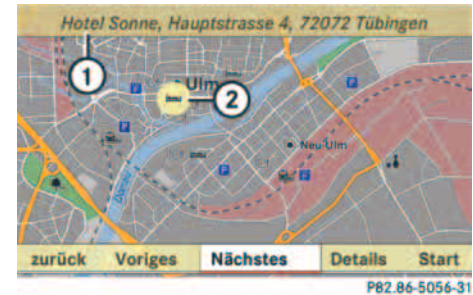 Hotel Sonne, Hauptstrasse 4, 72072 Tübingen
1
Ulm
2
P
P
P
Neu Ulm
P
P
Donau
zurück Voriges Nächstes Details Start
P82.86-5056-31